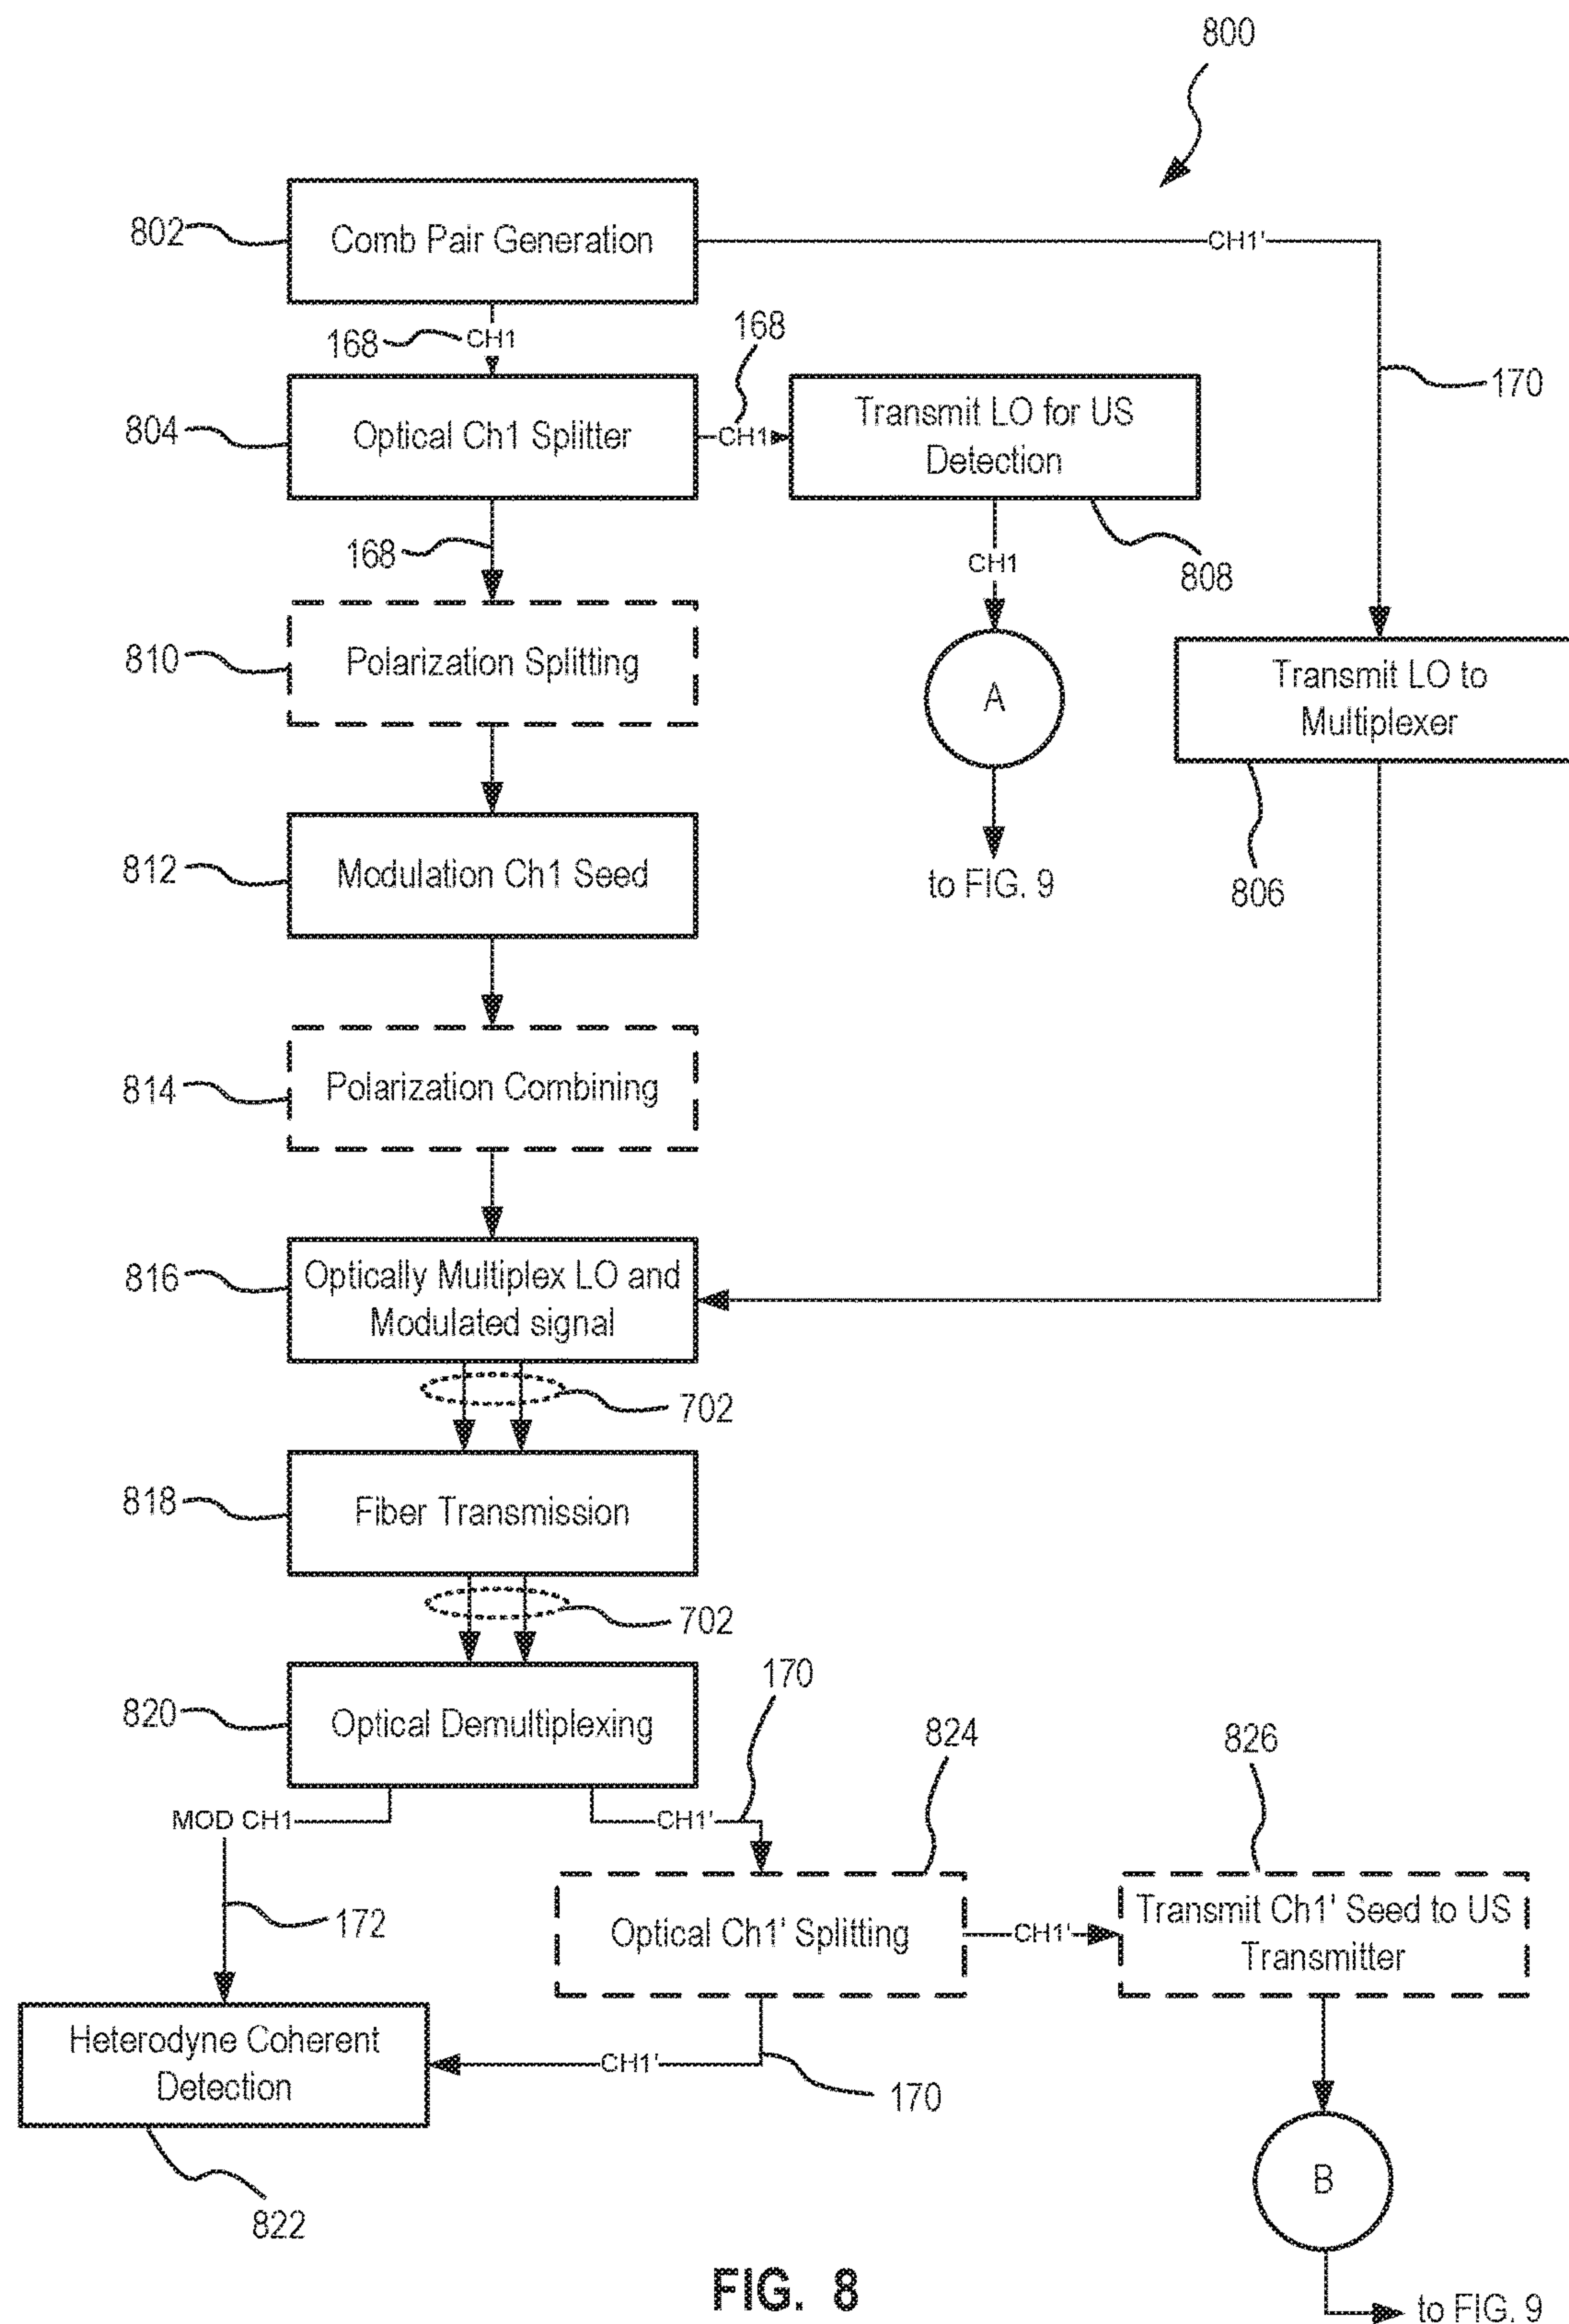 800
802
Comb Pair Generation
CH1'
168
CH1
168
170
804
Optical Ch1 Splitter
CH1
Transmit LO for US
Detection
168
CH1
808
810
Polarization Splitting
A
Transmit LO to
Multiplexer
812
Modulation Ch1 Seed
to FIG. 9
806
814
Polarization Combining
816
Optically Multiplex LO and
Modulated signal
702
818
Fiber Transmission
702
820
Optical Demultiplexing
170
824
826
MOD CH1
CH1'
172
Optical Ch1' Splitting
CH1'
Transmit Ch1' Seed to US
Transmitter
Heterodyne Coherent
Detection
CH1'
170
822
B
FIG. 8
to FIG. 9